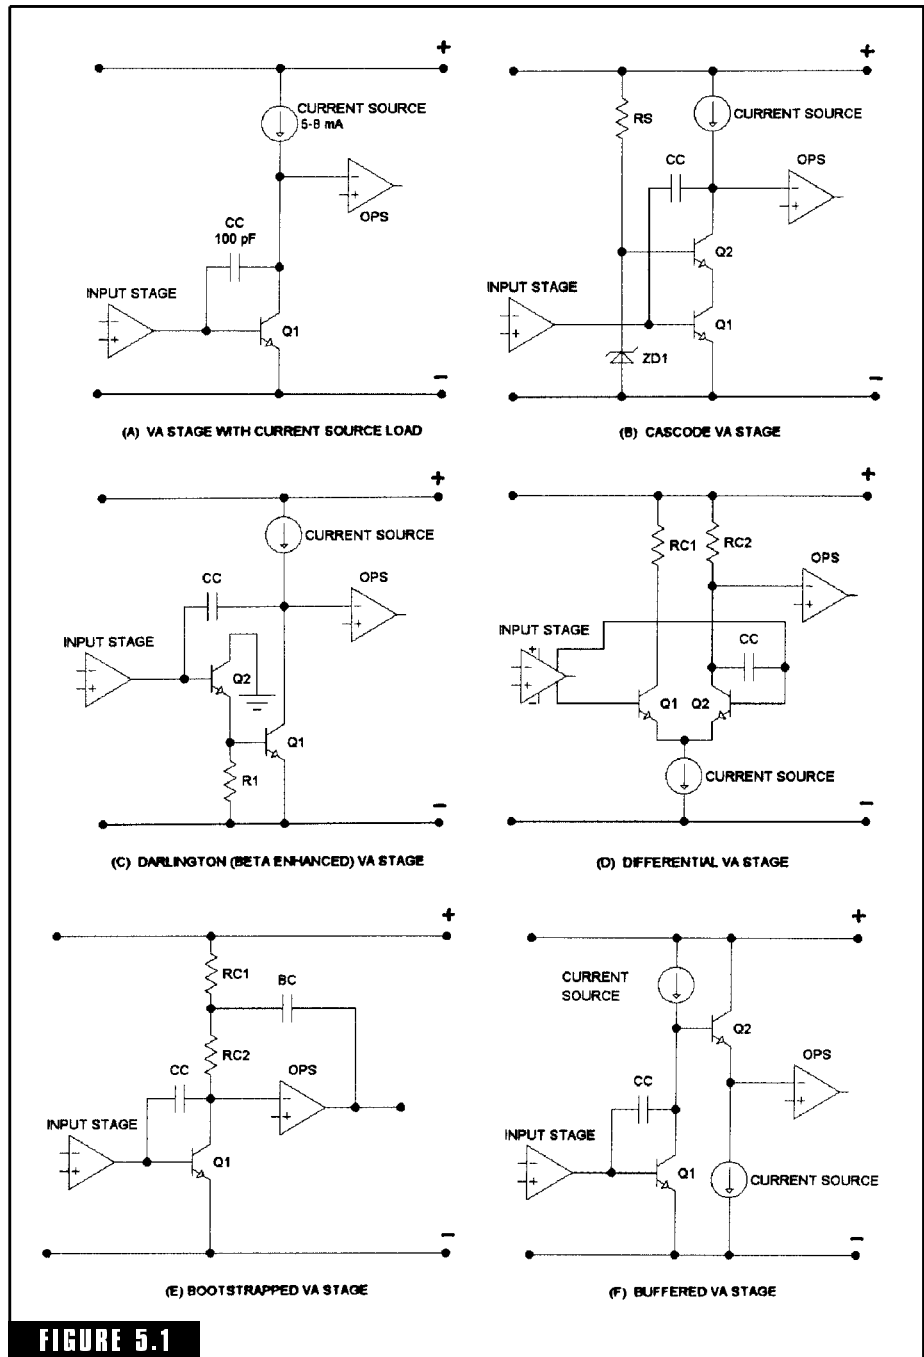 +
CURRENT SOURCE
5-8 mA
OPS
CC
100 pF
INPUT STAGE
Q1
−
(A) VA STAGE WITH CURRENT SOURCE LOAD
+
RS
CURRENT SOURCE
CC
OPS
Q2
INPUT STAGE
Q1
ZD1
−
(B) CASCODE VA STAGE
+
CURRENT SOURCE
CC
OPS
INPUT STAGE
Q2
Q1
R1
−
(C) DARLINGTON (BETA ENHANCED) VA STAGE
+
RC1
RC2
OPS
INPUT STAGE
CC
Q1
Q2
CURRENT SOURCE
−
(D) DIFFERENTIAL VA STAGE
+
RC1
BC
RC2
CC
OPS
INPUT STAGE
Q1
−
(E) BOOTSTRAPPED VA STAGE
+
CURRENT
SOURCE
Q2
OPS
CC
INPUT STAGE
Q1
CURRENT SOURCE
−
(F) BUFFERED VA STAGE
FIGURE 5.1